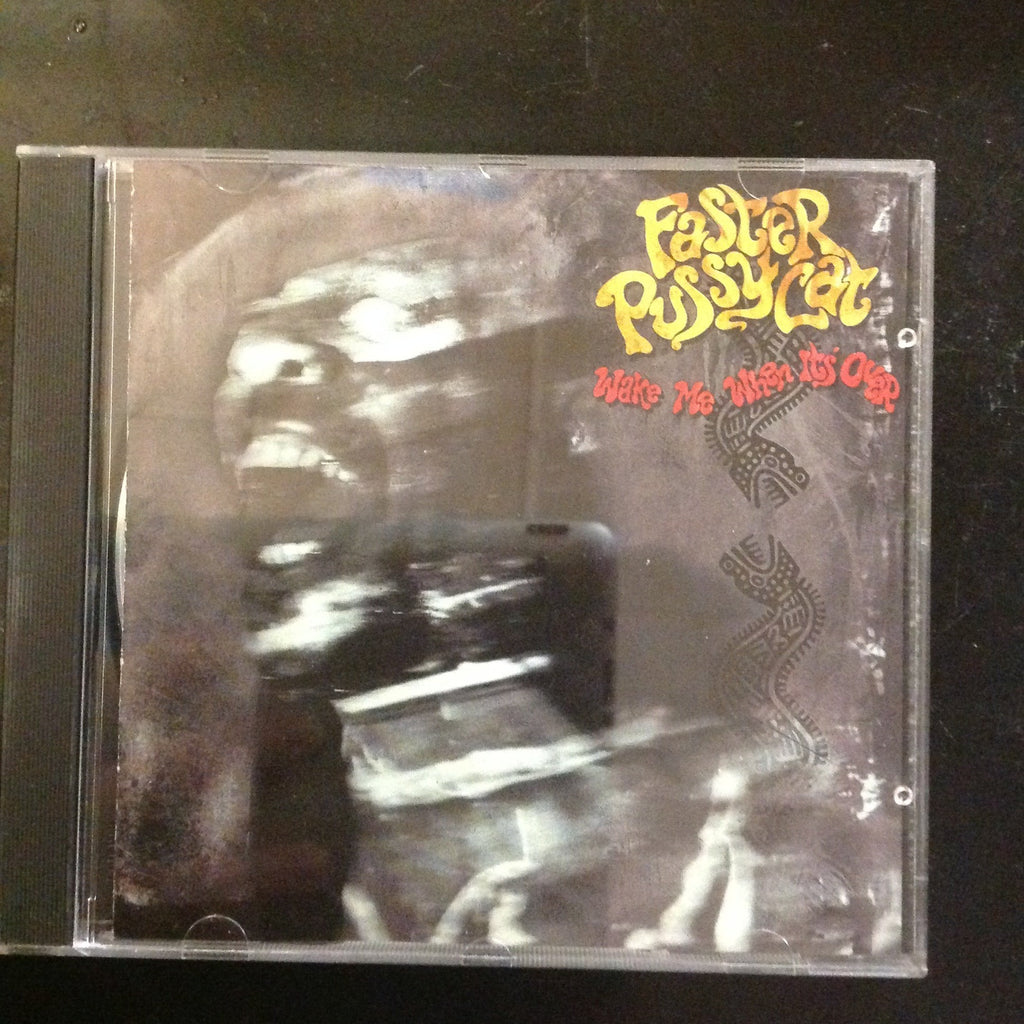 Faster
Pussycat
Wake Me When It's Over